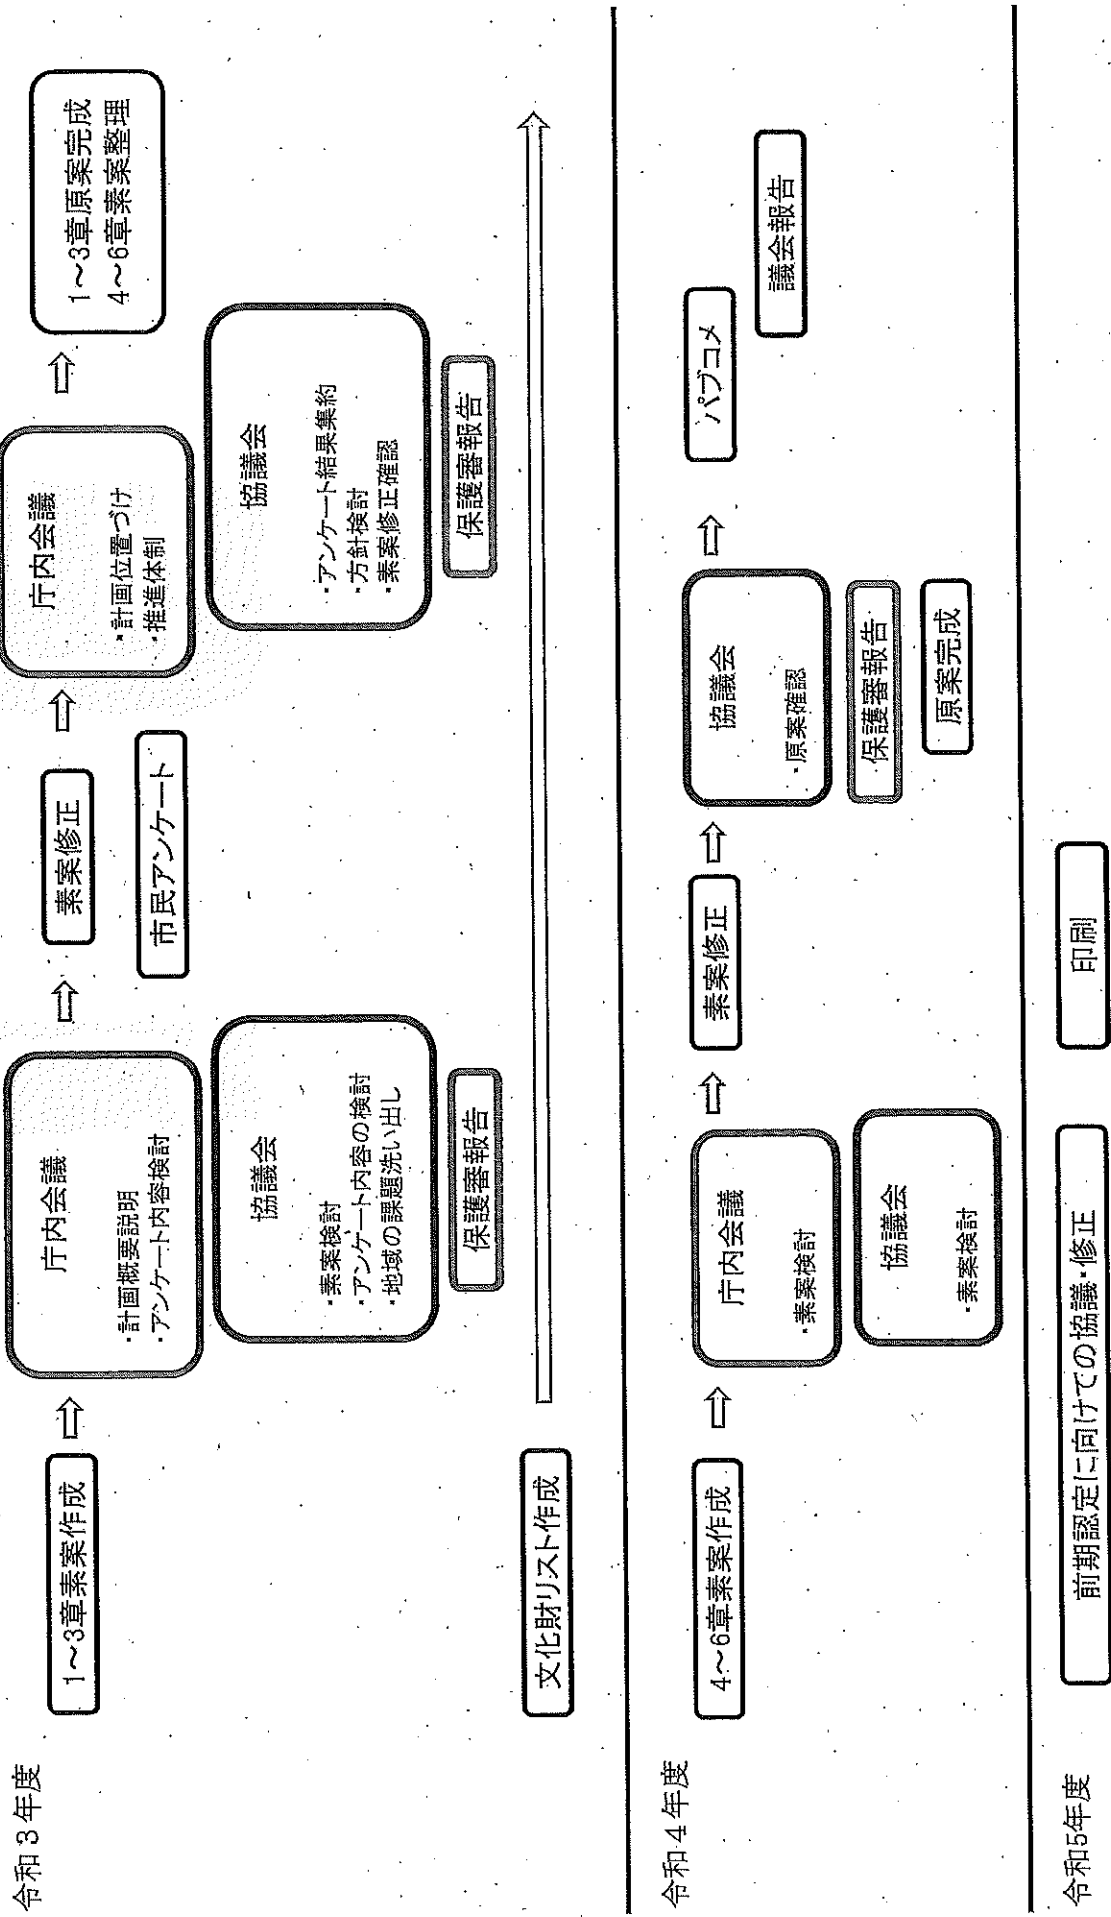 令和３年度
1～3章素案作成
庁内会議
・計画概要説明
・アンケート内容検討
協議会
・素案検討
・アンケート内容の検討
・地域の課題洗い出し
保護審報告
素案修正
市民アンケート
庁内会議
・計画位置づけ
・推進体制
協議会
・アンケート結果集約
・方針検討
・素案修正確認
保護審報告
1～3章原案完成
4～6章素案整理
文化財リスト作成
令和４年度
4～6章素案作成
庁内会議
・素案検討
協議会
・素案検討
素案修正
協議会
・原案確認
保護審報告
原案完成
パブコメ
議会報告
令和5年度
前期認定に向けての協議・修正
印刷